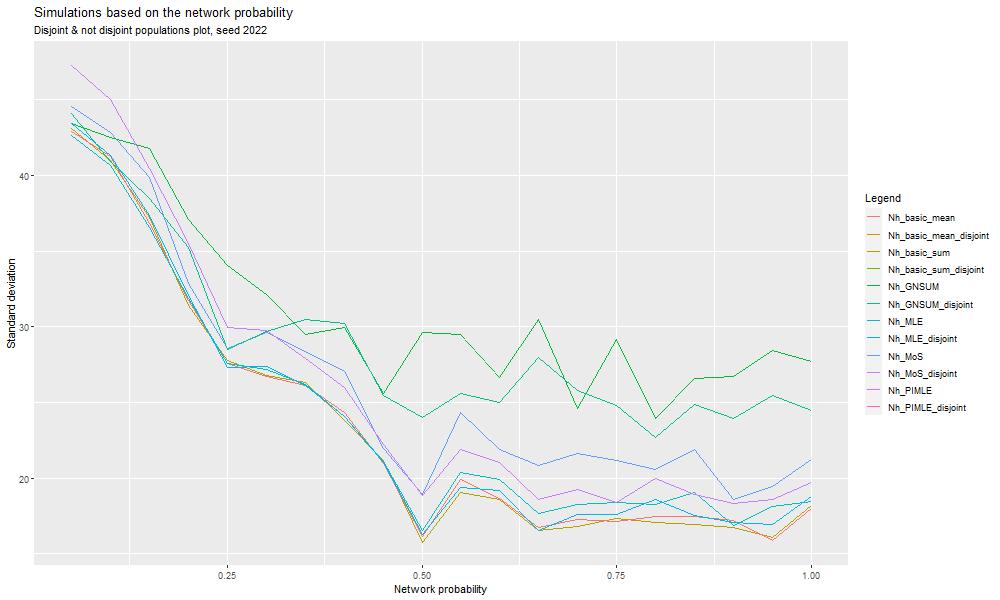 Simulations based on the network probability
Disjoint & not disjoint populations plot, seed 2022
Standard deviation
40
30
20
0.25
0.50
0.75
1.00
Network probability
Legend
Nh_basic_mean
Nh_basic_mean_disjoint
Nh_basic_sum
Nh_basic_sum_disjoint
Nh_GNSUM
Nh_GNSUM_disjoint
Nh_MLE
Nh_MLE_disjoint
Nh_MoS
Nh_MoS_disjoint
Nh_PIMLE
Nh_PIMLE_disjoint